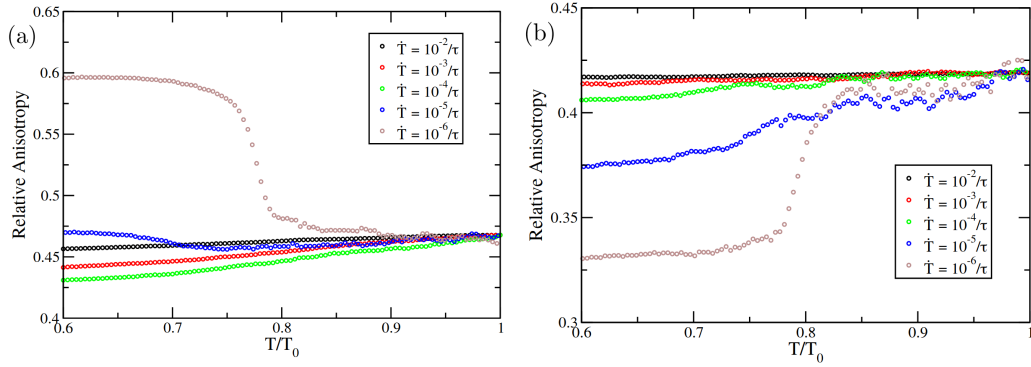 (a)
0.65
0.6
0.55
0.5
0.45
0.4
Relative Anisotropy
Ṫ = 10⁻²/τ
Ṫ = 10⁻³/τ
Ṫ = 10⁻⁴/τ
Ṫ = 10⁻⁵/τ
Ṫ = 10⁻⁶/τ
0.6 0.7 0.8 0.9 1
T/T₀
(b)
0.45
0.4
0.35
0.3
Relative Anisotropy
Ṫ = 10⁻²/τ
Ṫ = 10⁻³/τ
Ṫ = 10⁻⁴/τ
Ṫ = 10⁻⁵/τ
Ṫ = 10⁻⁶/τ
0.6 0.7 0.8 0.9 1
T/T₀